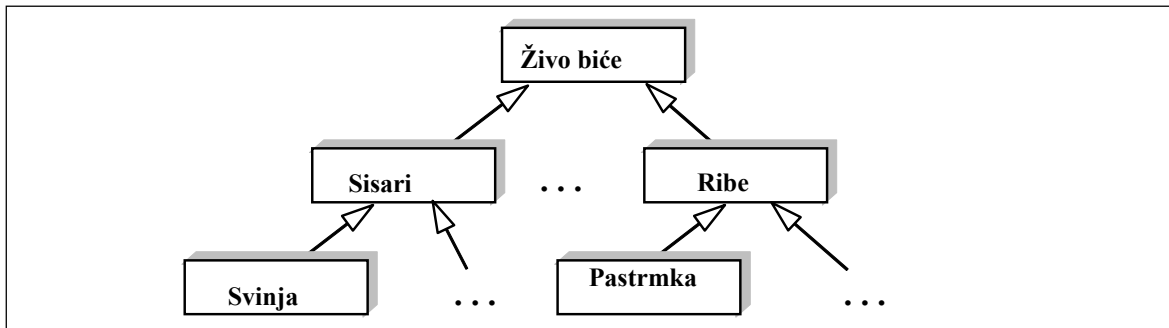 Živo biće
Sisari
. . .
Ribe
Svinja
. . .
Pastrmka
. . .